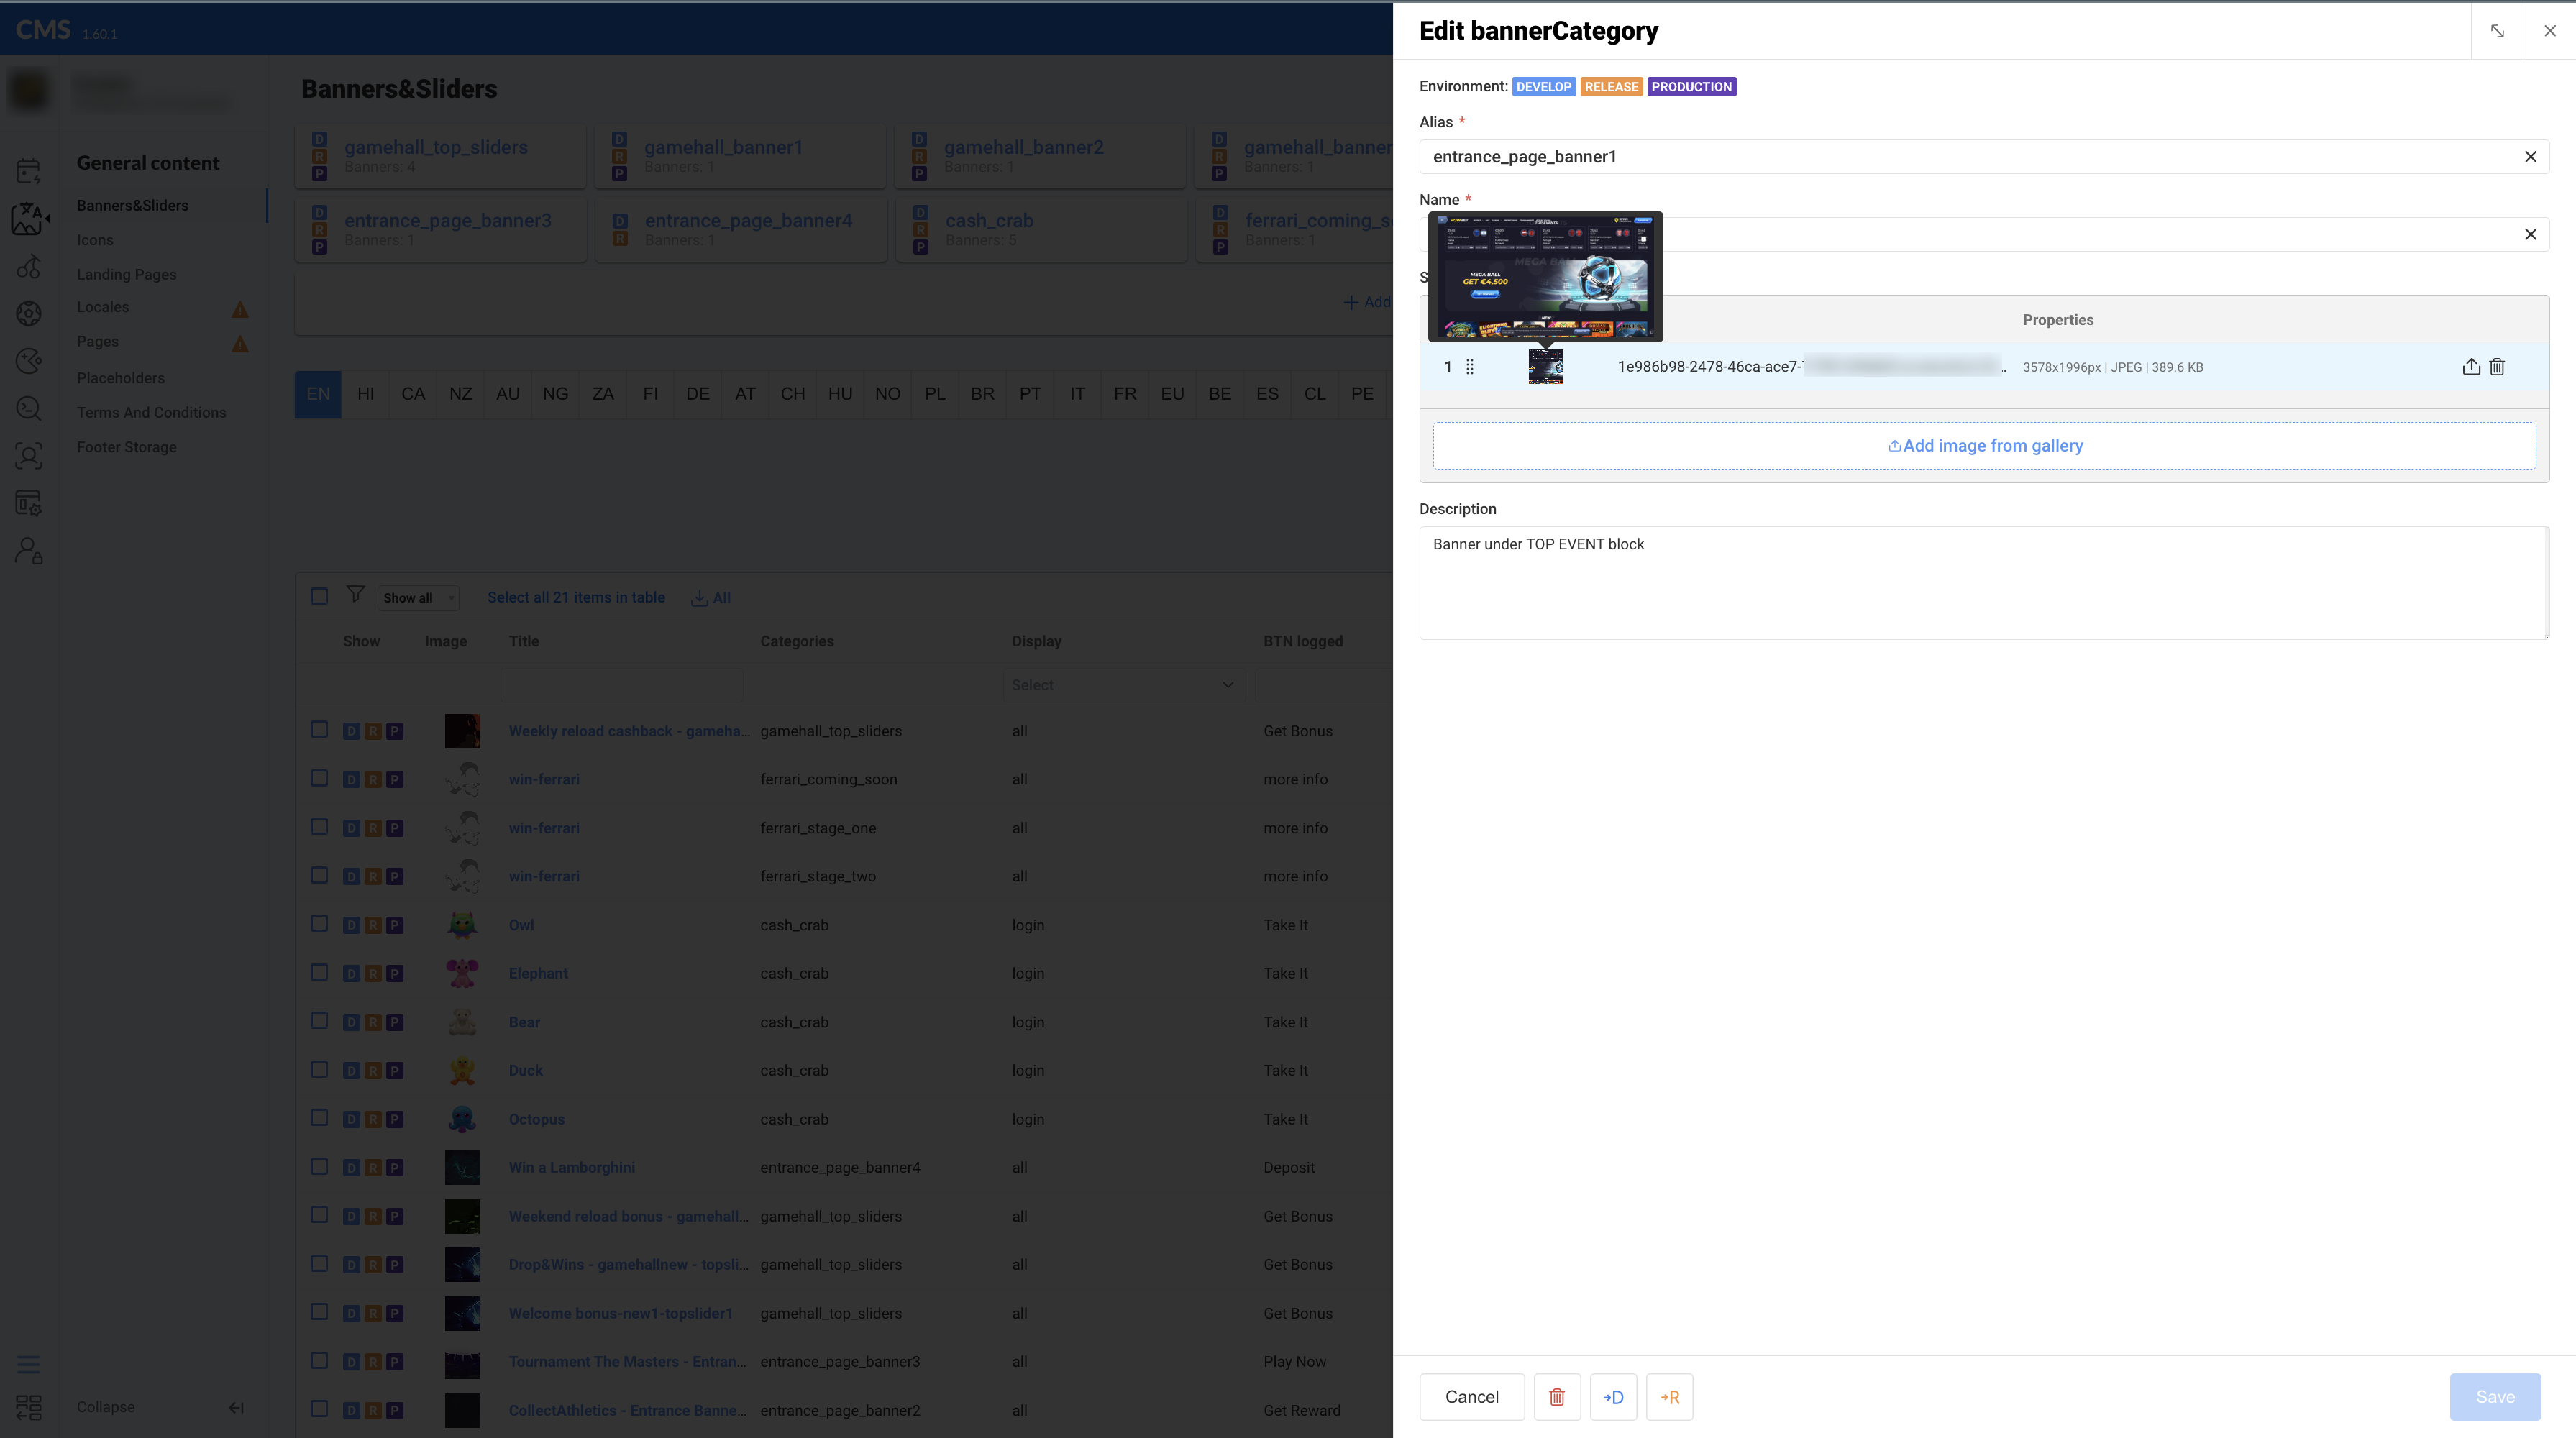 CMS 1.60.1
Edit bannerCategory
Environment: DEVELOP RELEASE PRODUCTION
Alias *
entrance_page_banner1
Name *
MEGA BALL
GET €4,500
S
Properties
1 1e986b98-2478-46ca-ace7- .. 3578x1996px | JPEG | 389.6 KB
Add image from gallery
Description
Banner under TOP EVENT block
Cancel
→D
→R
Save
General content
Banners&Sliders
Icons
Landing Pages
Locales
Pages
Placeholders
Terms And Conditions
Footer Storage
Collapse
Banners&Sliders
D R P gamehall_top_sliders
Banners: 4
D R P gamehall_banner1
Banners: 1
D R P gamehall_banner2
Banners: 1
D R P gamehall_banner
Banners: 1
D R P entrance_page_banner3
Banners: 1
D R entrance_page_banner4
Banners: 1
D R P cash_crab
Banners: 5
D R P ferrari_coming_s
Banners: 1
+ Add
EN HI CA NZ AU NG ZA FI DE AT CH HU NO PL BR PT IT FR EU BE ES CL PE
Show all Select all 21 items in table All
Show Image Title Categories Display BTN logged
Select
D R P Weekly reload cashback - gameha... gamehall_top_sliders all Get Bonus
D R P win-ferrari ferrari_coming_soon all more info
D R P win-ferrari ferrari_stage_one all more info
D R P win-ferrari ferrari_stage_two all more info
D R P Owl cash_crab login Take It
D R P Elephant cash_crab login Take It
D R P Bear cash_crab login Take It
D R P Duck cash_crab login Take It
D R P Octopus cash_crab login Take It
D R P Win a Lamborghini entrance_page_banner4 all Deposit
D R P Weekend reload bonus - gamehall... gamehall_top_sliders all Get Bonus
D R P Drop&Wins - gamehallnew - topsli... gamehall_top_sliders all Get Bonus
D R P Welcome bonus-new1-topslider1 gamehall_top_sliders all Get Bonus
D R P Tournament The Masters - Entran... entrance_page_banner3 all Play Now
D R P CollectAthletics - Entrance Banne... entrance_page_banner2 all Get Reward